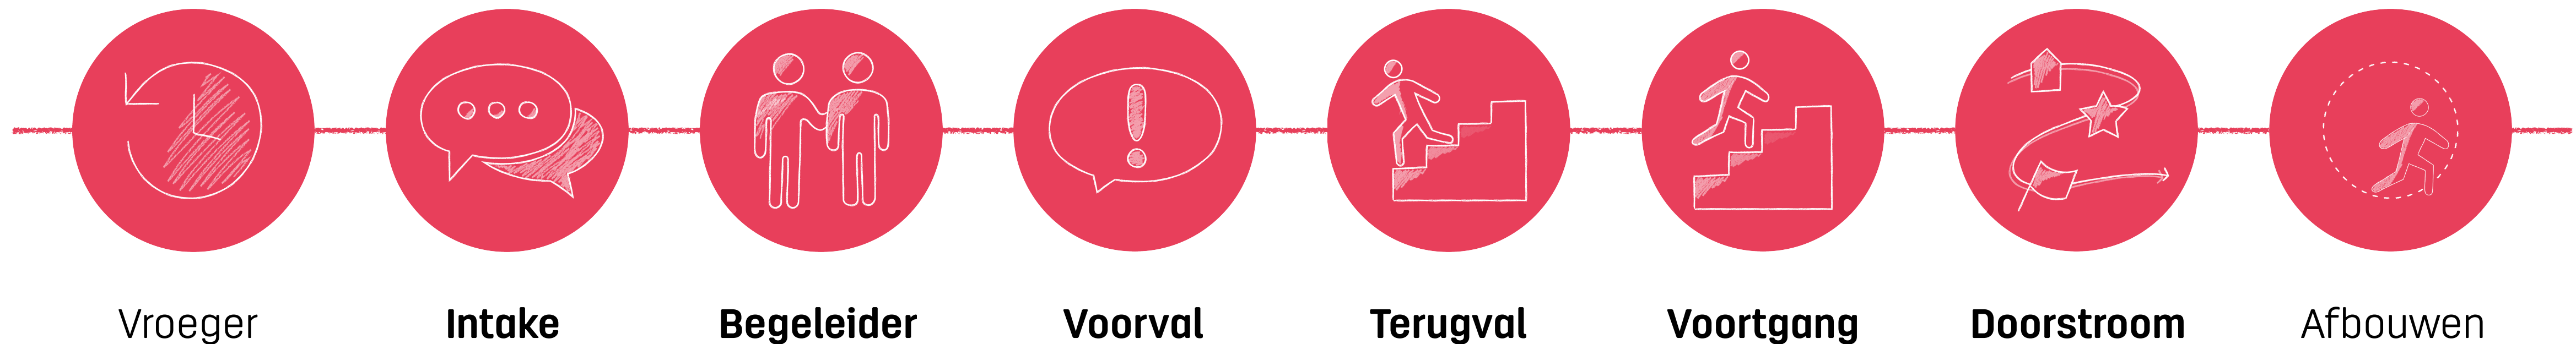 Vroeger
Intake
Begeleider
Voorval
Terugval
Voortgang
Doorstroom
Afbouwen